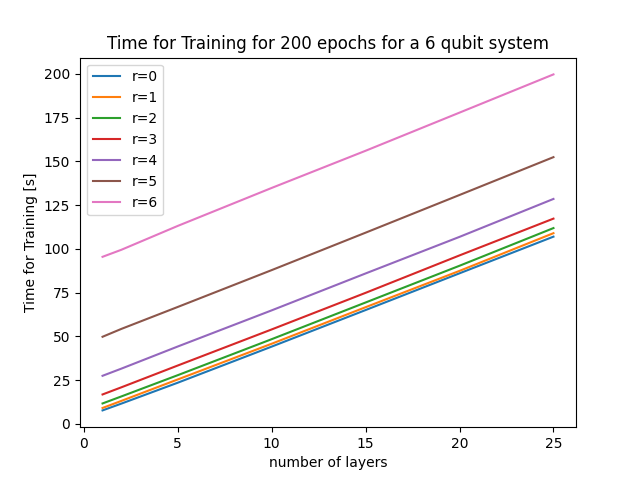 Time for Training for 200 epochs for a 6 qubit system
200
175
150
125
100
75
50
25
0
Time for Training [s]
r=0
r=1
r=2
r=3
r=4
r=5
r=6
0 5 10 15 20 25
number of layers